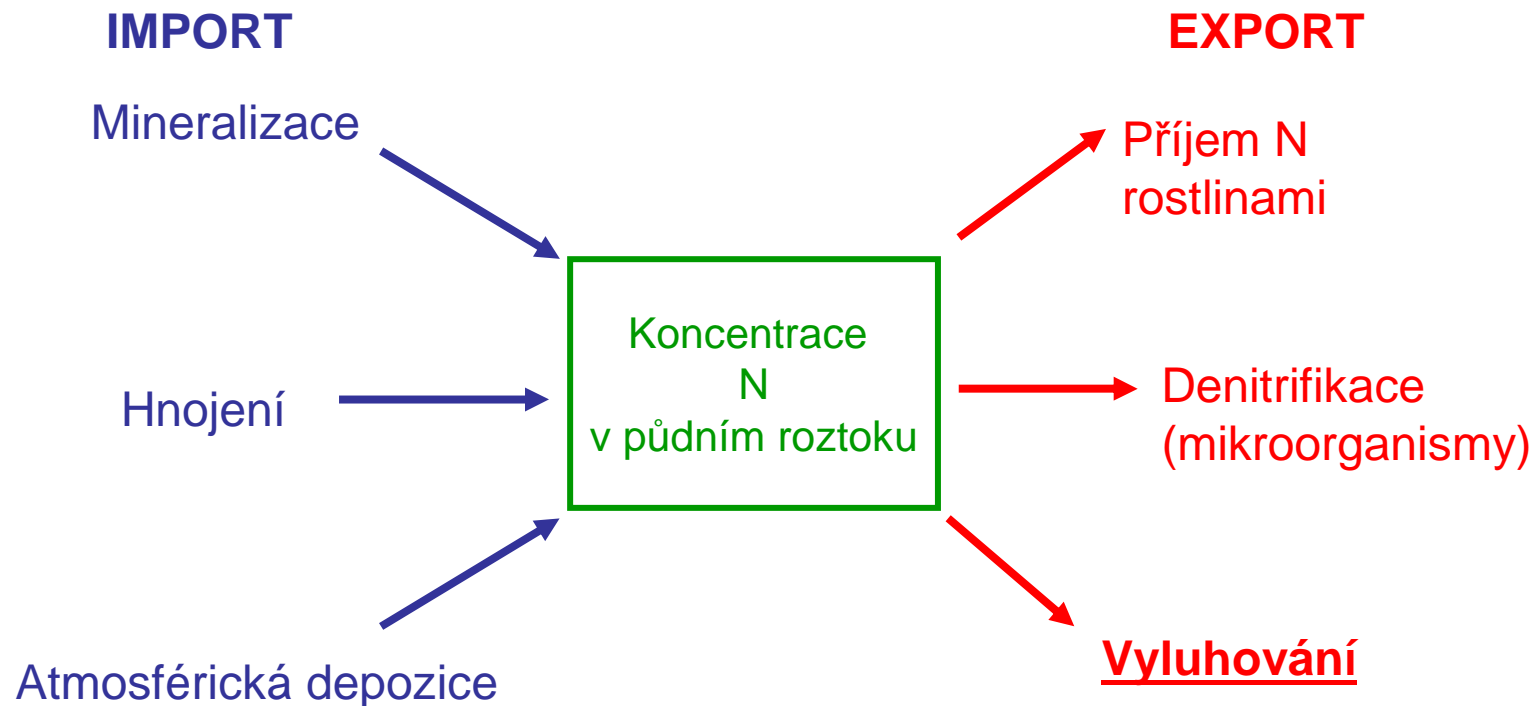 IMPORT
EXPORT
Mineralizace
Příjem N
rostlinami
Koncentrace
N
v půdním roztoku
Hnojení
Denitrifikace
(mikroorganismy)
Atmosférická depozice
Vyluhování